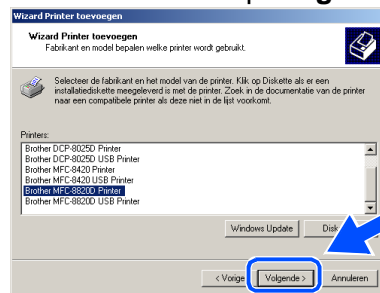 Wizard Printer toevoegen
Wizard Printer toevoegen
Fabrikant en model bepalen welke printer wordt gebruikt.
Selecteer de fabrikant en het model van de printer. Klik op Diskette als er een
installatiediskette meegeleverd is met de printer. Zoek in de documentatie van de printer
naar een compatibele printer als deze niet in de lijst voorkomt.
Printers:
Brother DCP-8025D Printer
Brother DCP-8025D USB Printer
Brother MFC-8420 Printer
Brother MFC-8420 USB Printer
Brother MFC-8820D Printer
Brother MFC-8820D USB Printer
Windows Update
< Vorige Volgende > Annuleren